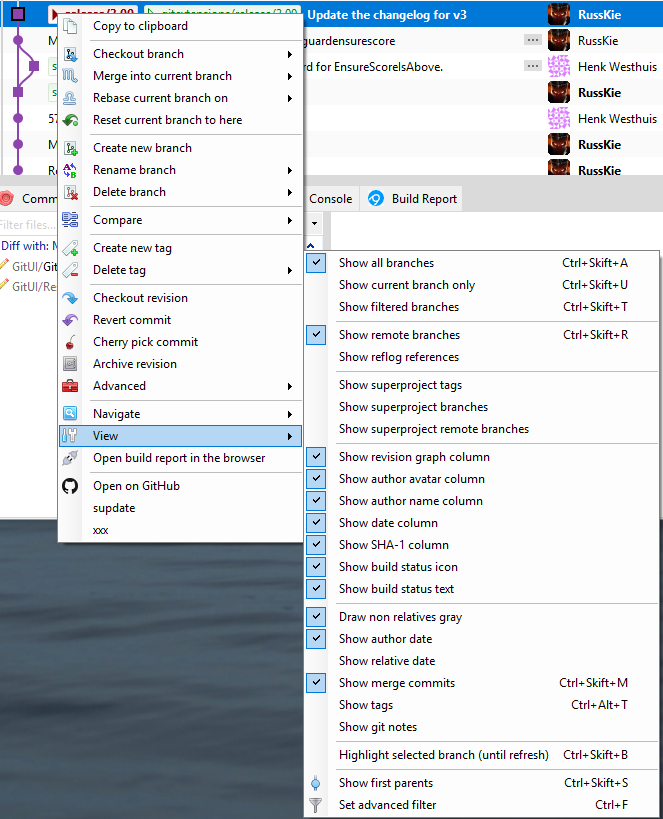 Update the changelog for v3 RussKie
guardensurescore RussKie
d for EnsureScoreIsAbove. Henk Westhuis
RussKie
57 Henk Westhuis
RussKie
RussKie
Copy to clipboard
Checkout branch
Merge into current branch
Rebase current branch on
Reset current branch to here
Create new branch
Rename branch
Delete branch
Compare
Create new tag
Delete tag
Checkout revision
Revert commit
Cherry pick commit
Archive revision
Advanced
Navigate
View
Open build report in the browser
Open on GitHub
supdate
xxx
Comm
Console
Build Report
Filter files...
Diff with:
GitUI/Git
GitUI/Re
Show all branches Ctrl+Skift+A
Show current branch only Ctrl+Skift+U
Show filtered branches Ctrl+Skift+T
Show remote branches Ctrl+Skift+R
Show reflog references
Show superproject tags
Show superproject branches
Show superproject remote branches
Show revision graph column
Show author avatar column
Show author name column
Show date column
Show SHA-1 column
Show build status icon
Show build status text
Draw non relatives gray
Show author date
Show relative date
Show merge commits Ctrl+Skift+M
Show tags Ctrl+Alt+T
Show git notes
Highlight selected branch (until refresh) Ctrl+Skift+B
Show first parents Ctrl+Skift+S
Set advanced filter Ctrl+F